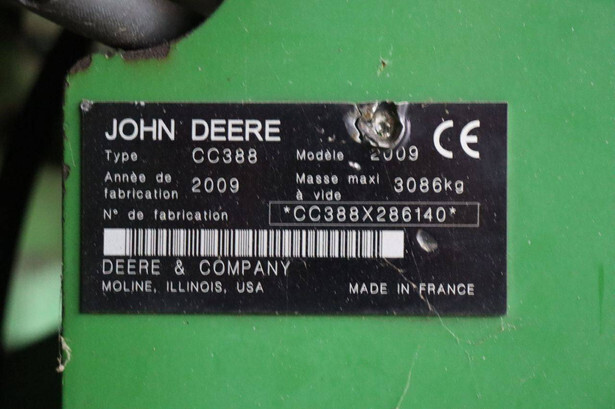 JOHN DEERE
CE
Type CC388 Modèle 2009
Année de fabrication 2009 Masse maxi à vide 3086kg
N° de fabrication *CC388X286140*
DEERE & COMPANY
MOLINE, ILLINOIS, USA MADE IN FRANCE